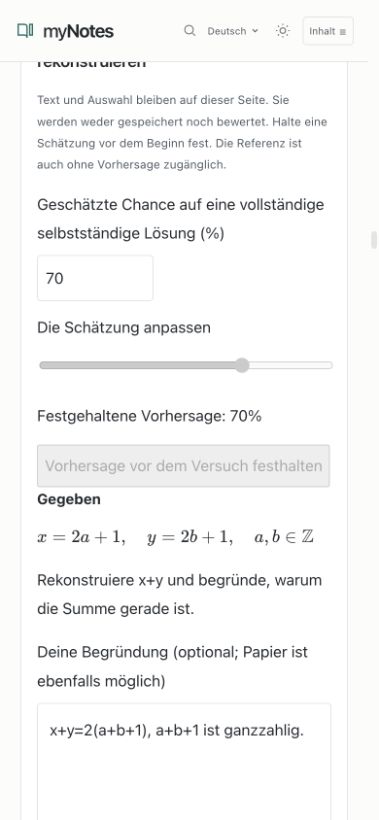 myNotes
Deutsch
Inhalt
rekonstruieren
Text und Auswahl bleiben auf dieser Seite. Sie
werden weder gespeichert noch bewertet. Halte eine
Schätzung vor dem Beginn fest. Die Referenz ist
auch ohne Vorhersage zugänglich.
Geschätzte Chance auf eine vollständige
selbstständige Lösung (%)
70
Die Schätzung anpassen
Festgehaltene Vorhersage: 70%
Vorhersage vor dem Versuch festhalten
Gegeben
x = 2a + 1, y = 2b + 1, a, b ∈ ℤ
Rekonstruiere x+y und begründe, warum
die Summe gerade ist.
Deine Begründung (optional; Papier ist
ebenfalls möglich)
x+y=2(a+b+1), a+b+1 ist ganzzahlig.